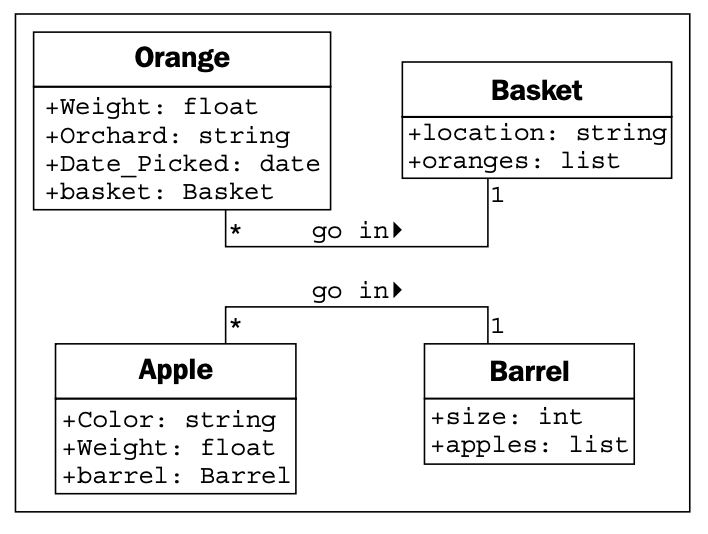 Orange
+Weight: float
+Orchard: string
+Date_Picked: date
+basket: Basket
Basket
+location: string
+oranges: list
1
* go in▶
go in▶
* 1
Apple
+Color: string
+Weight: float
+barrel: Barrel
Barrel
+size: int
+apples: list